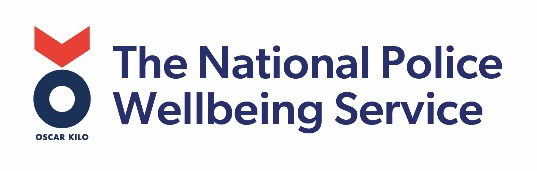 The National Police
Wellbeing Service
OSCAR KILO